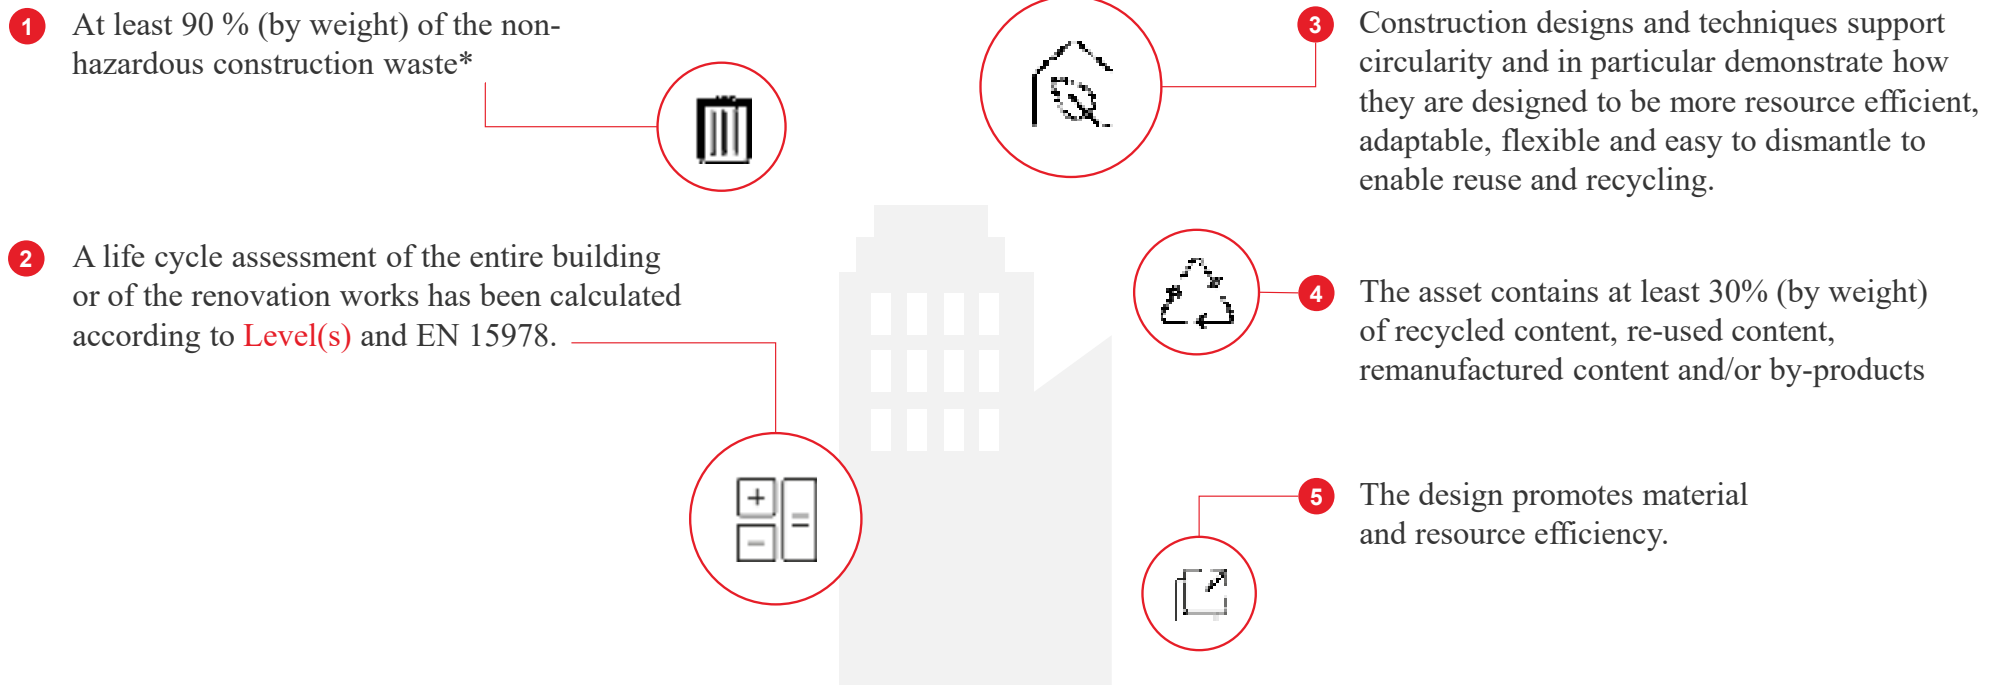 1
At least 90 % (by weight) of the non-
hazardous construction waste*
2
A life cycle assessment of the entire building
or of the renovation works has been calculated
according to Level(s) and EN 15978.
3
Construction designs and techniques support
circularity and in particular demonstrate how
they are designed to be more resource efficient,
adaptable, flexible and easy to dismantle to
enable reuse and recycling.
4
The asset contains at least 30% (by weight)
of recycled content, re-used content,
remanufactured content and/or by-products
5
The design promotes material
and resource efficiency.